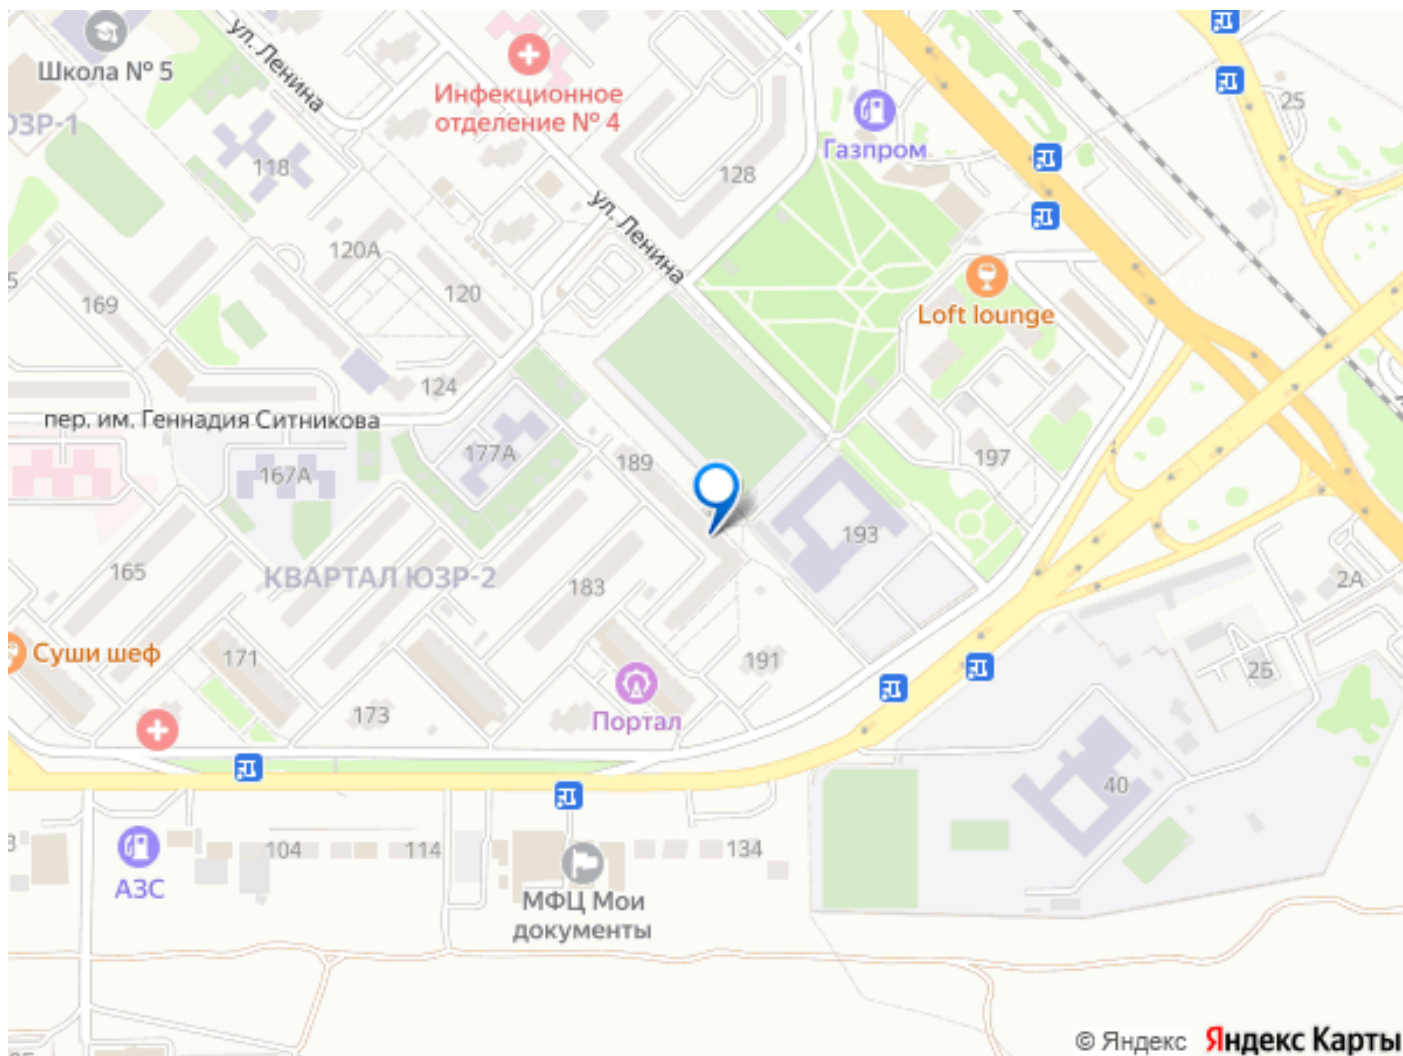 Школа № 5
ул. Ленина
Инфекционное
отделение № 4
25
ЮЗР-1
Газпром
118
128
ул. Ленина
120А
120
169
Loft lounge
124
пер. им. Геннадия Ситникова
177А
189
197
167А
193
165
КВАРТАЛ ЮЗР-2
183
2А
Суши шеф
171
191
2Б
173
Портал
40
104
114
134
АЗС
МФЦ Мои
документы
© Яндекс
Яндекс Карты